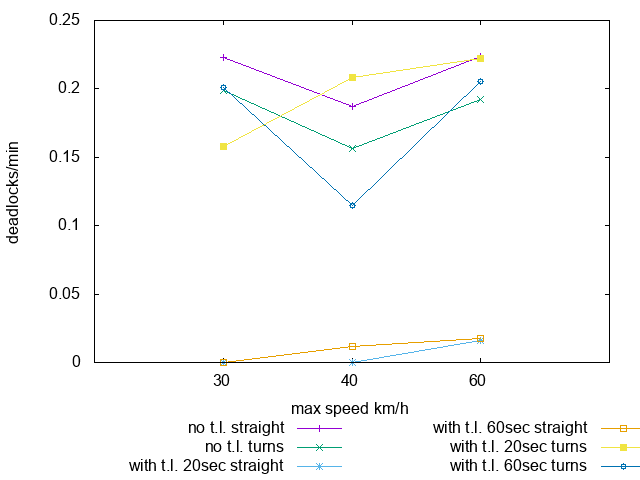 0.25
0.2
0.15
0.1
0.05
0
deadlocks/min
30 40 60
max speed km/h
no t.l. straight with t.l. 60sec straight
no t.l. turns with t.l. 20sec turns
with t.l. 20sec straight with t.l. 60sec turns